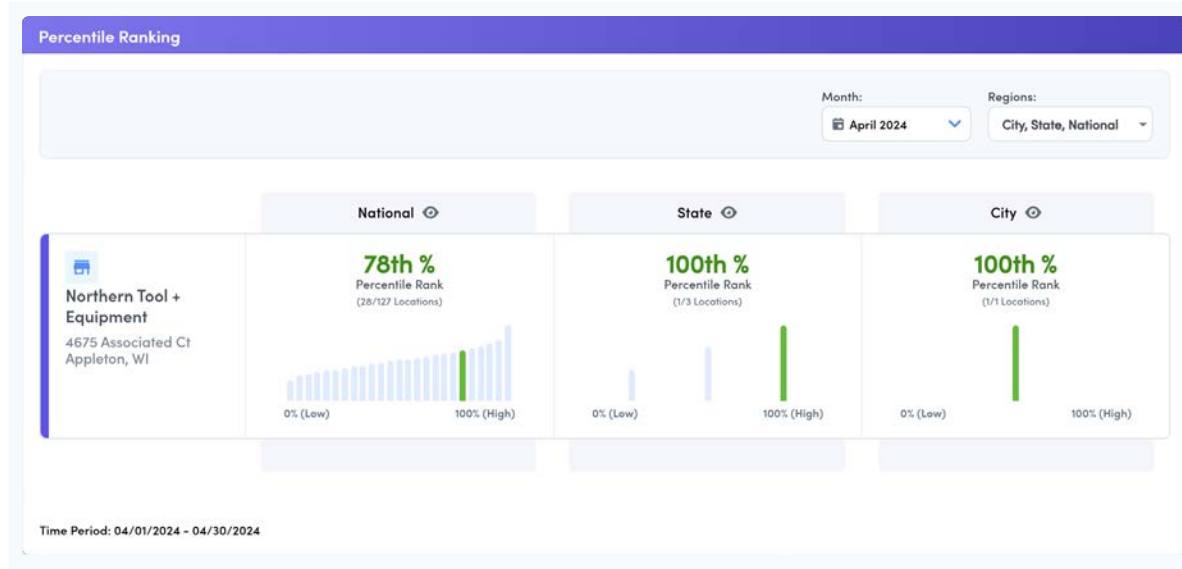 Percentile Ranking
Month:
Regions:
April 2024
City, State, National
National
State
City
Northern Tool +
Equipment
4675 Associated Ct
Appleton, WI
78th %
Percentile Rank
(28/127 Locations)
0% (Low)
100% (High)
100th %
Percentile Rank
(1/3 Locations)
0% (Low)
100% (High)
100th %
Percentile Rank
(1/1 Locations)
0% (Low)
100% (High)
Time Period: 04/01/2024 - 04/30/2024